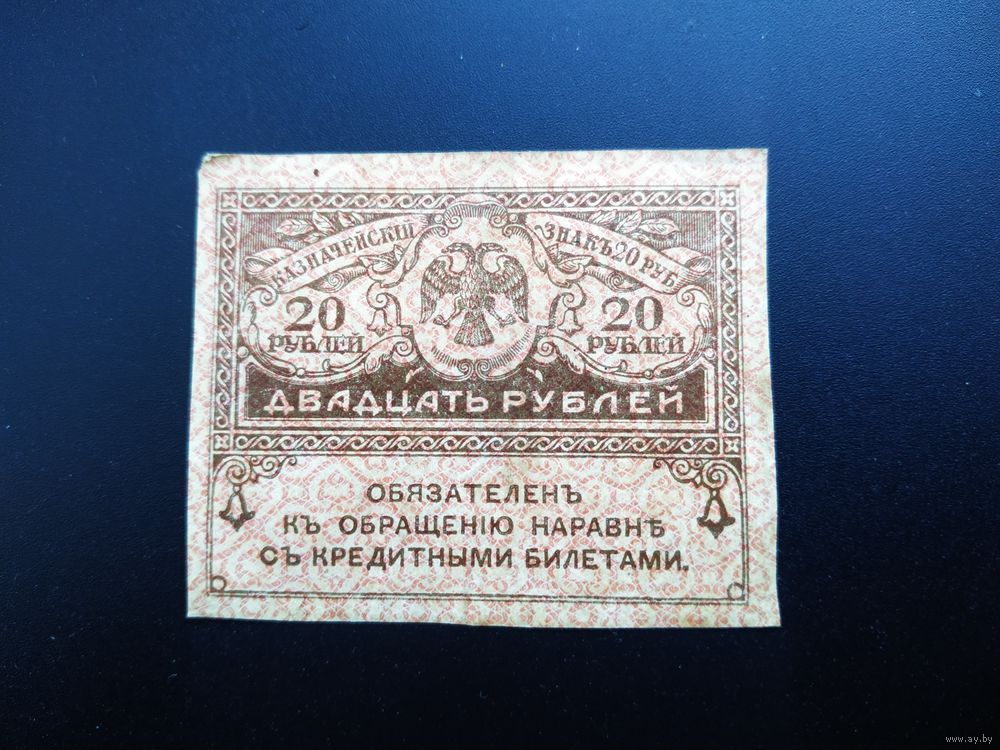 КАЗНАЧЕЙСКІЙ ЗНАКЪ 20 РУБ
20 20
РУБЛЕЙ РУБЛЕЙ
ДВАДЦАТЬ РУБЛЕЙ
ОБЯЗАТЕЛЕНЪ
КЪ ОБРАЩЕНІЮ НАРАВНѢ
СЪ КРЕДИТНЫМИ БИЛЕТАМИ.
www.ay.by